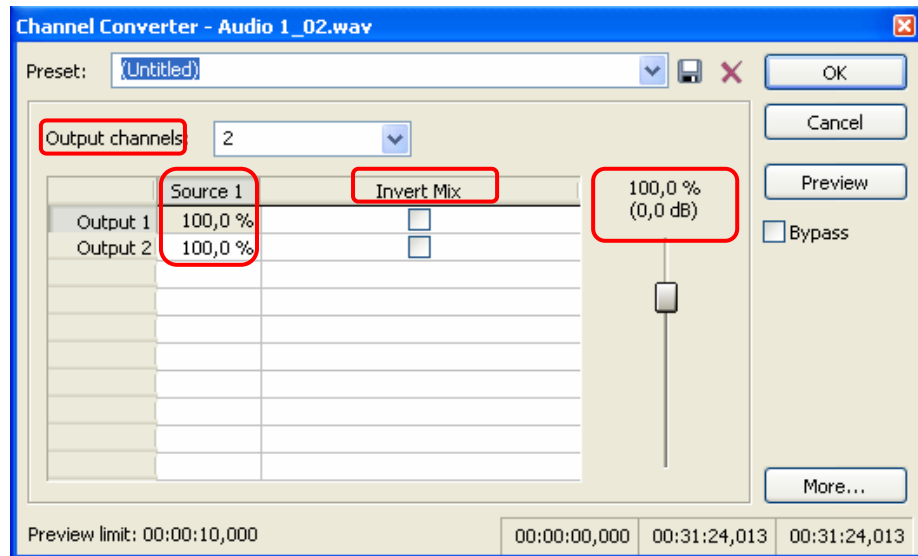 Channel Converter - Audio 1_02.wav
Preset: (Untitled)
OK
Output channels: 2
Cancel
Source 1 Invert Mix
100,0 %
(0,0 dB)
Preview
Output 1 100,0 %
Output 2 100,0 %
Bypass
More...
Preview limit: 00:00:10,000 00:00:00,000 00:31:24,013 00:31:24,013